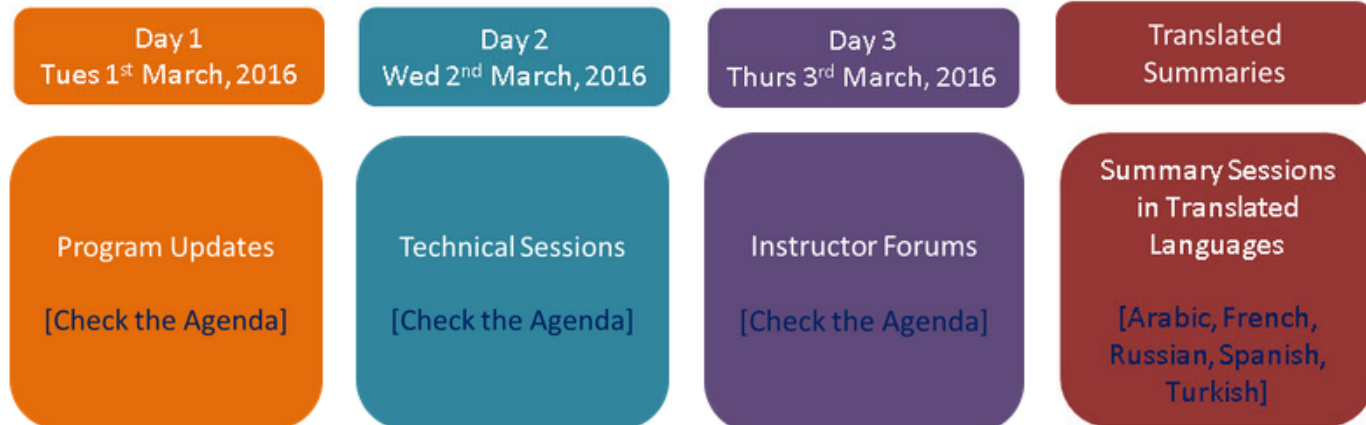 Day 1
Tues 1st March, 2016
Day 2
Wed 2nd March, 2016
Day 3
Thurs 3rd March, 2016
Translated
Summaries
Program Updates
[Check the Agenda]
Technical Sessions
[Check the Agenda]
Instructor Forums
[Check the Agenda]
Summary Sessions
in Translated
Languages
[Arabic, French,
Russian, Spanish,
Turkish]